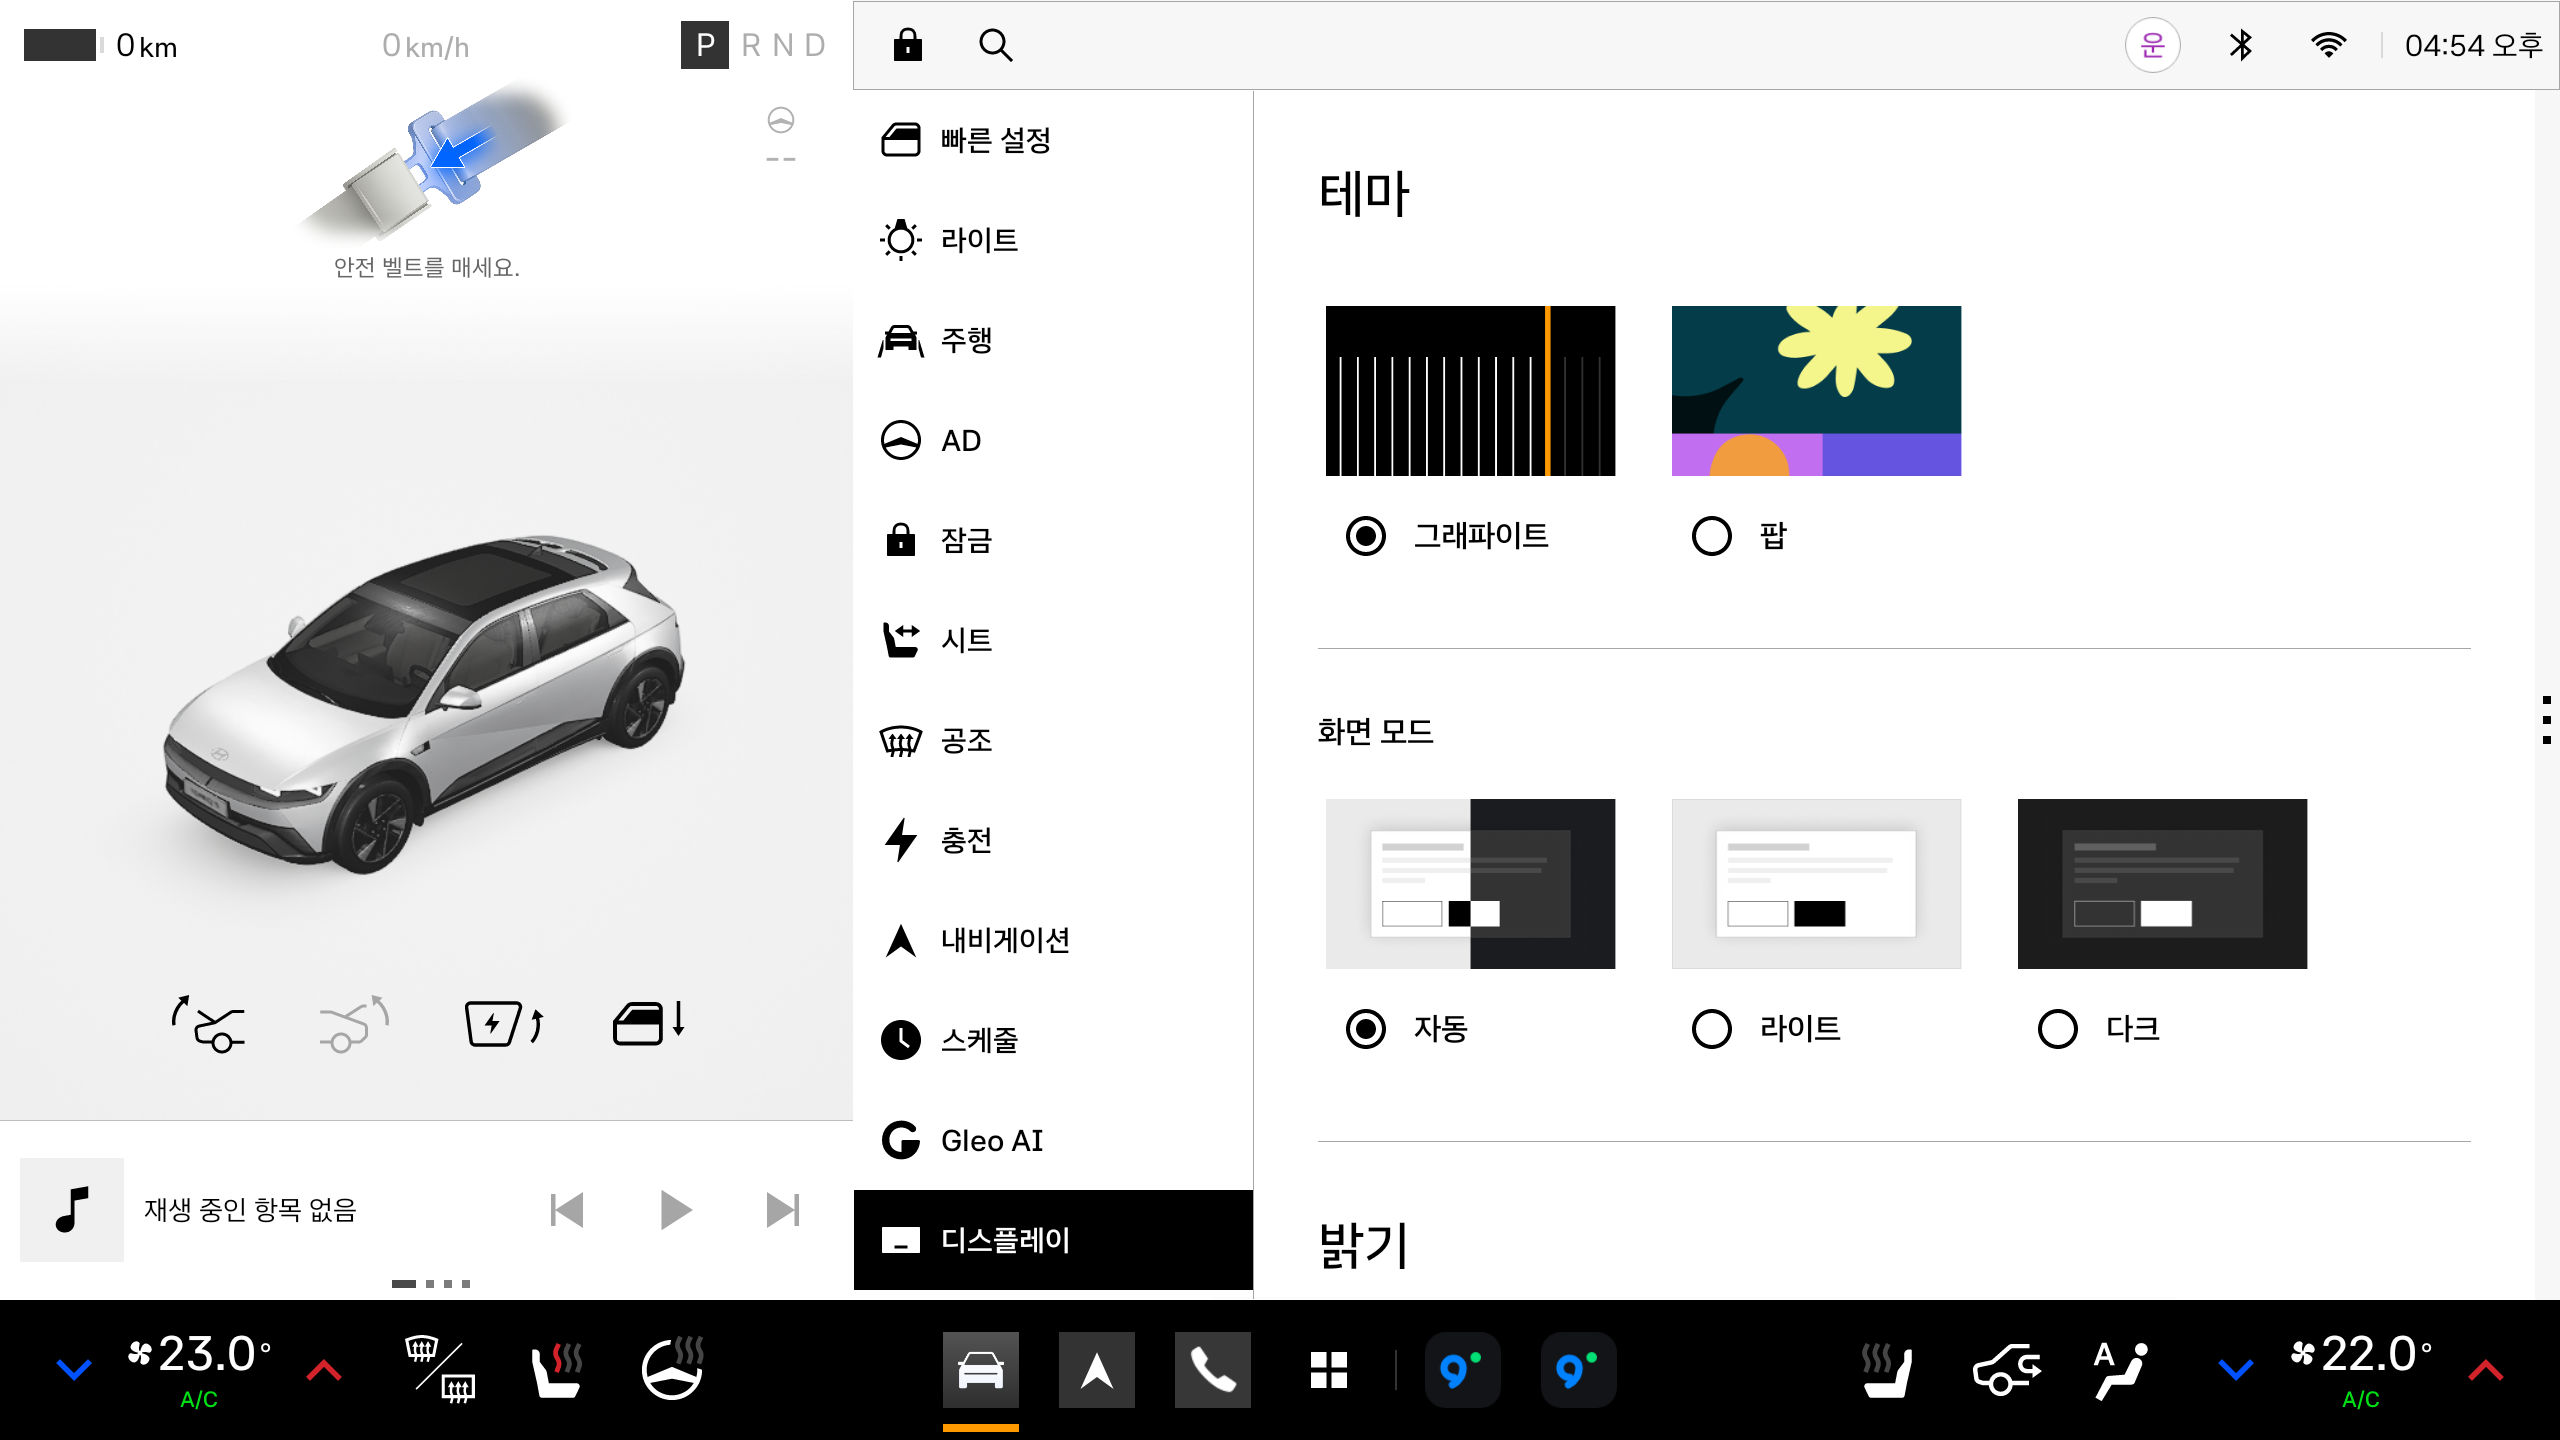 0 km
0 km/h
P R N D
안전 벨트를 매세요.
재생 중인 항목 없음
운
04:54 오후
빠른 설정
라이트
주행
AD
잠금
시트
공조
충전
내비게이션
스케줄
Gleo AI
디스플레이
테마
그래파이트
팝
화면 모드
자동
라이트
다크
밝기
23.0°
A/C
A
22.0°
A/C